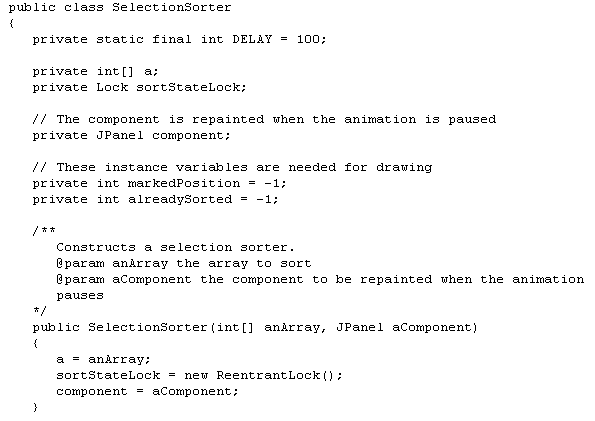 public class SelectionSorter
{
private static final int DELAY = 100;
private int[] a;
private Lock sortStateLock;
// The component is repainted when the animation is paused
private JPanel component;
// These instance variables are needed for drawing
private int markedPosition = -1;
private int alreadySorted = -1;
/**
Constructs a selection sorter.
@param anArray the array to sort
@param aComponent the component to be repainted when the animation
pauses
*/
public SelectionSorter(int[] anArray, JPanel aComponent)
{
a = anArray;
sortStateLock = new ReentrantLock();
component = aComponent;
}